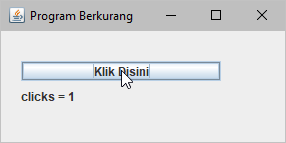 Program Berkurang
Klik Disini
clicks = 1